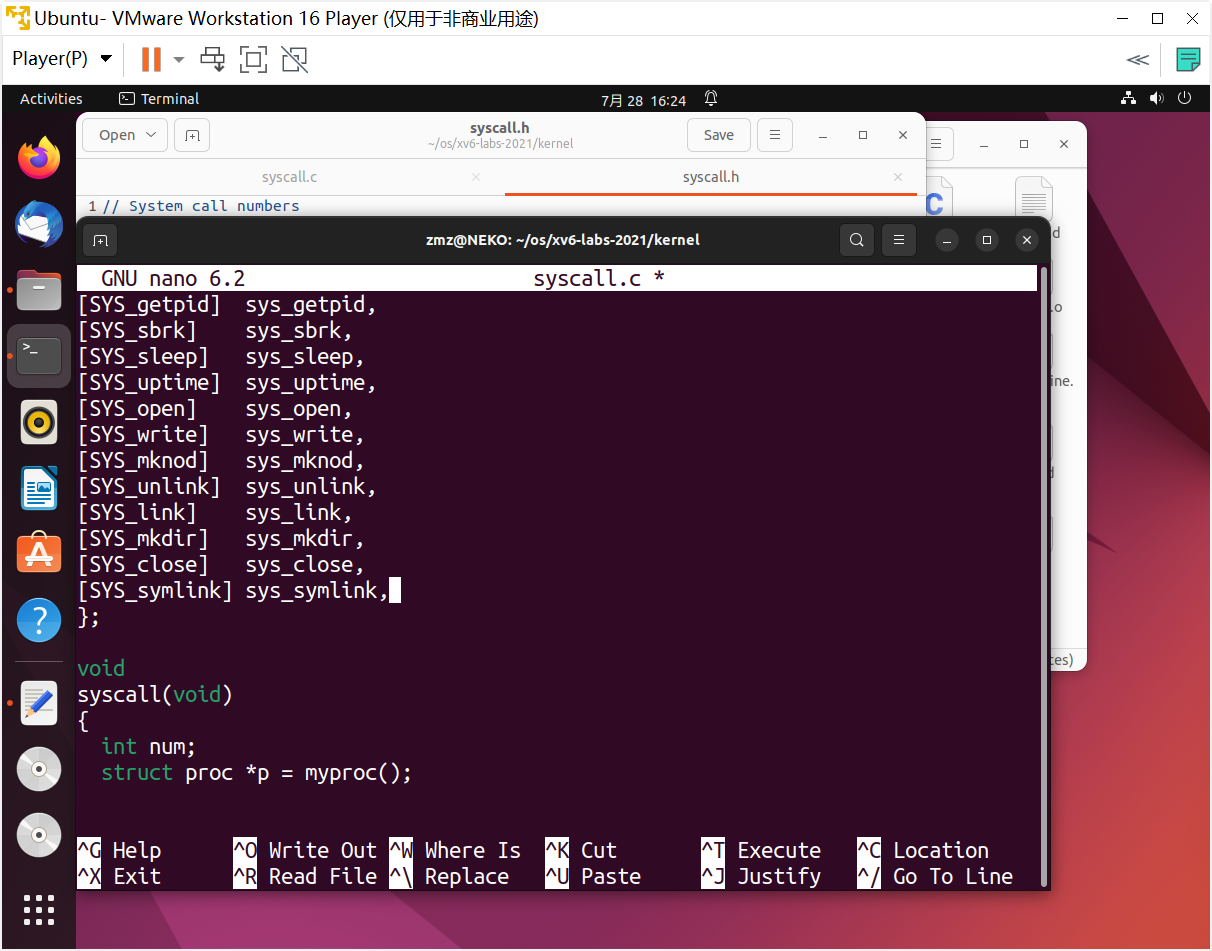 Ubuntu- VMware Workstation 16 Player (仅用于非商业用途)
Player(P)
Activities Terminal 7月 28 16:24
Open syscall.h Save
~/os/xv6-labs-2021/kernel
syscall.c syscall.h
1 // System call numbers
zmz@NEKO: ~/os/xv6-labs-2021/kernel
GNU nano 6.2 syscall.c *
[SYS_getpid]  sys_getpid,
[SYS_sbrk]    sys_sbrk,
[SYS_sleep]   sys_sleep,
[SYS_uptime]  sys_uptime,
[SYS_open]    sys_open,
[SYS_write]   sys_write,
[SYS_mknod]   sys_mknod,
[SYS_unlink]  sys_unlink,
[SYS_link]    sys_link,
[SYS_mkdir]   sys_mkdir,
[SYS_close]   sys_close,
[SYS_symlink] sys_symlink,
};
void
syscall(void)
{
  int num;
  struct proc *p = myproc();
^G Help ^O Write Out ^W Where Is ^K Cut ^T Execute ^C Location
^X Exit ^R Read File ^\ Replace ^U Paste ^J Justify ^/ Go To Line